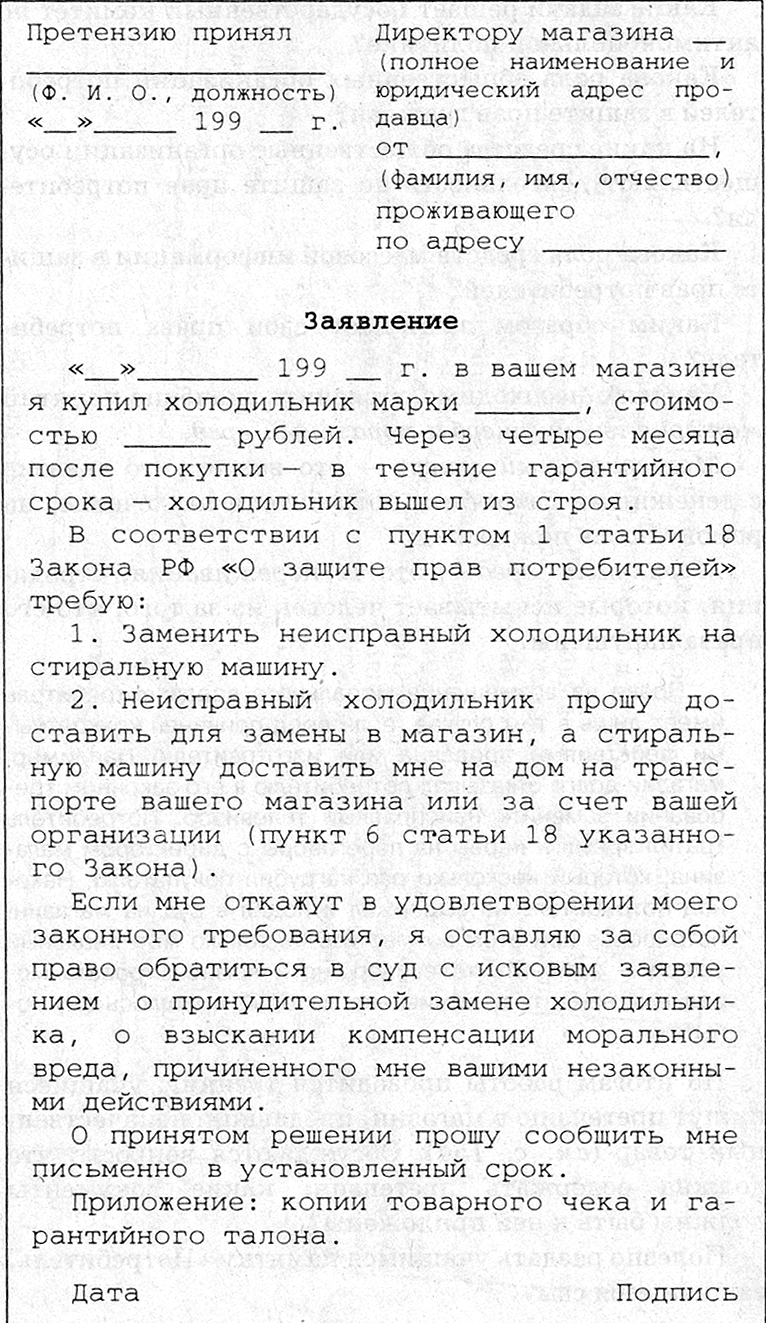 Претензию принял
(Ф. И. О., должность)
«__»______ 199 __ г.
Директору магазина ___
(полное наименование и
юридический адрес про-
давца)
от ________________,
(фамилия, имя, отчество)
проживающего
по адресу __________
Заявление
«__»_______ 199 __ г. в вашем магазине
я купил холодильник марки ______, стоимо-
стью ______ рублей. Через четыре месяца
после покупки — в течение гарантийного
срока — холодильник вышел из строя.
В соответствии с пунктом 1 статьи 18
Закона РФ «О защите прав потребителей»
требую:
1. Заменить неисправный холодильник на
стиральную машину.
2. Неисправный холодильник прошу до-
ставить для замены в магазин, а стираль-
ную машину доставить мне на дом на транс-
порте вашего магазина или за счет вашей
организации (пункт 6 статьи 18 указанно-
го Закона).
Если мне откажут в удовлетворении моего
законного требования, я оставляю за собой
право обратиться в суд с исковым заявле-
нием о принудительной замене холодильни-
ка, о взыскании компенсации морального
вреда, причиненного мне вашими незаконны-
ми действиями.
О принятом решении прошу сообщить мне
письменно в установленный срок.
Приложение: копии товарного чека и га-
рантийного талона.
Дата Подпись